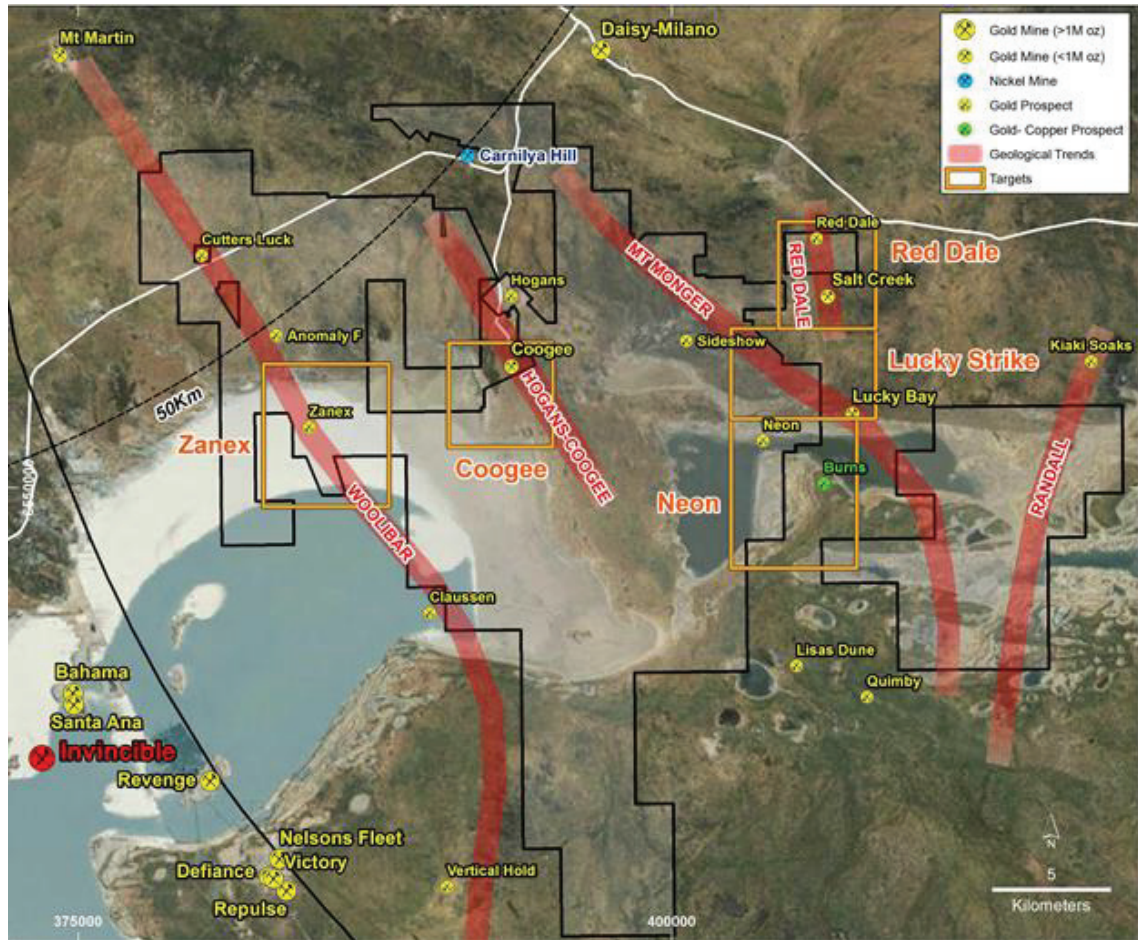 Mt Martin
Daisy-Milano
Gold Mine (>1M oz)
Gold Mine (<1M oz)
Nickel Mine
Gold Prospect
Gold- Copper Prospect
Geological Trends
Targets
Carnilya Hill
Cutters Luck
Hogans
MT MONGER
Red Dale
RED DALE
Red Dale
Salt Creek
Anomaly F
Coogee
Sideshow
Lucky Strike
Kiaki Soaks
50Km
HOGANS-COOGEE
Zanex
Zanex
Coogee
Lucky Bay
Neon
Burns
Neon
6550000
WOOLIBAR
RANDALL
Claussen
Lisas Dune
Quimby
Bahama
Santa Ana
Invincible
Revenge
Nelsons Fleet
Victory
Defiance
Repulse
Vertical Hold
N
5
Kilometers
375000
400000